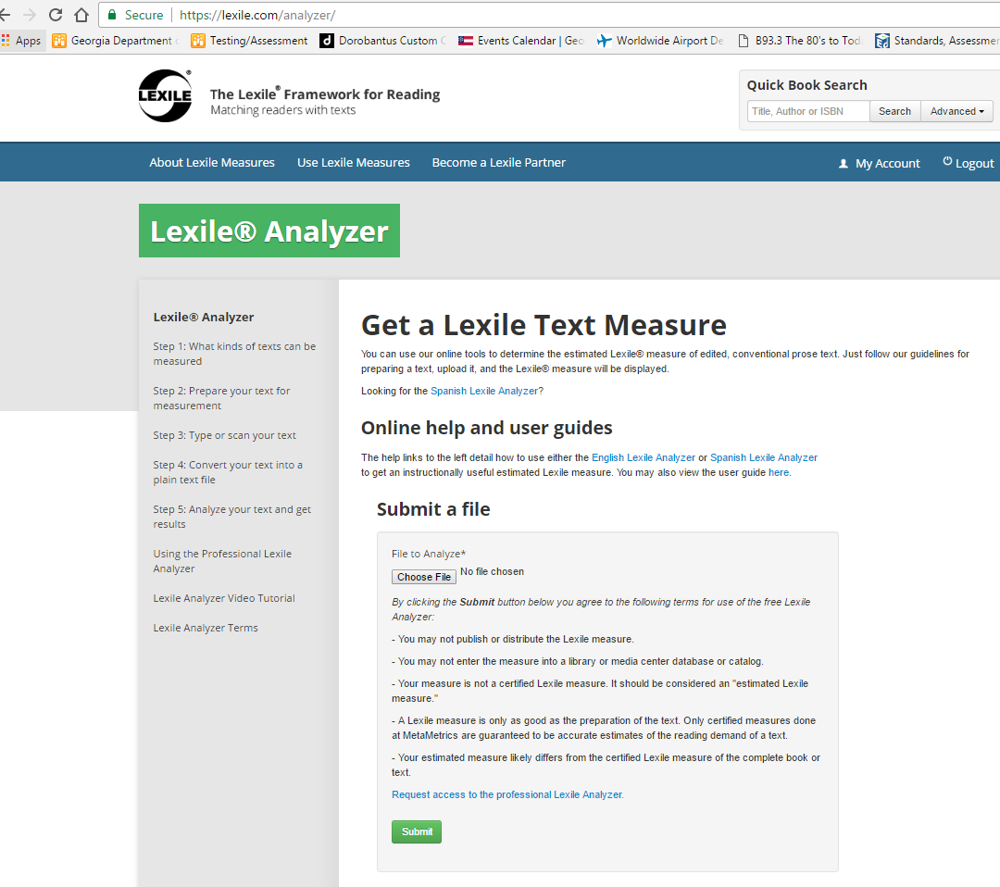 Secure | https://lexile.com/analyzer/
Apps Georgia Department Testing/Assessment Dorobantus Custom Events Calendar | Geo Worldwide Airport De B93.3 The 80's to Tod Standards, Assessme
LEXILE®
The Lexile® Framework for Reading
Matching readers with texts
Quick Book Search
Title, Author or ISBN Search Advanced
About Lexile Measures Use Lexile Measures Become a Lexile Partner My Account Logout
Lexile® Analyzer
Lexile® Analyzer
Step 1: What kinds of texts can be
measured
Step 2: Prepare your text for
measurement
Step 3: Type or scan your text
Step 4: Convert your text into a
plain text file
Step 5: Analyze your text and get
results
Using the Professional Lexile
Analyzer
Lexile Analyzer Video Tutorial
Lexile Analyzer Terms
Get a Lexile Text Measure
You can use our online tools to determine the estimated Lexile® measure of edited, conventional prose text. Just follow our guidelines for
preparing a text, upload it, and the Lexile® measure will be displayed.
Looking for the Spanish Lexile Analyzer?
Online help and user guides
The help links to the left detail how to use either the English Lexile Analyzer or Spanish Lexile Analyzer
to get an instructionally useful estimated Lexile measure. You may also view the user guide here.
Submit a file
File to Analyze*
Choose File No file chosen
By clicking the Submit button below you agree to the following terms for use of the free Lexile
Analyzer:
- You may not publish or distribute the Lexile measure.
- You may not enter the measure into a library or media center database or catalog.
- Your measure is not a certified Lexile measure. It should be considered an "estimated Lexile
measure."
- A Lexile measure is only as good as the preparation of the text. Only certified measures done
at MetaMetrics are guaranteed to be accurate estimates of the reading demand of a text.
- Your estimated measure likely differs from the certified Lexile measure of the complete book or
text.
Request access to the professional Lexile Analyzer.
Submit